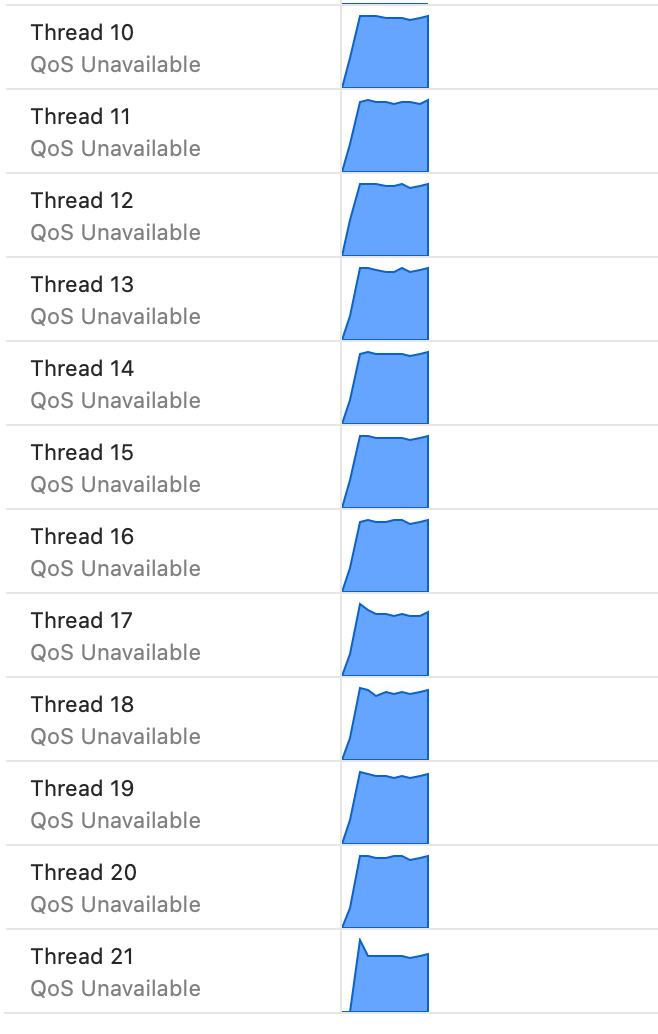 Thread 10
QoS Unavailable
Thread 11
QoS Unavailable
Thread 12
QoS Unavailable
Thread 13
QoS Unavailable
Thread 14
QoS Unavailable
Thread 15
QoS Unavailable
Thread 16
QoS Unavailable
Thread 17
QoS Unavailable
Thread 18
QoS Unavailable
Thread 19
QoS Unavailable
Thread 20
QoS Unavailable
Thread 21
QoS Unavailable